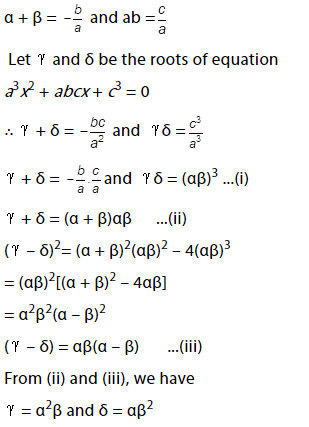 α + β = -b/a and ab = c/a
Let γ and δ be the roots of equation
a³x² + abcx + c³ = 0
∴ γ + δ = -bc/a² and γδ = c³/a³
γ + δ = -b/a · c/a and γδ = (αβ)³ ...(i)
γ + δ = (α + β)αβ ...(ii)
(γ – δ)² = (α + β)²(αβ)² – 4(αβ)³
= (αβ)²[(α + β)² – 4αβ]
= α²β²(α – β)²
(γ – δ) = αβ(α – β) ...(iii)
From (ii) and (iii), we have
γ = α²β and δ = αβ²